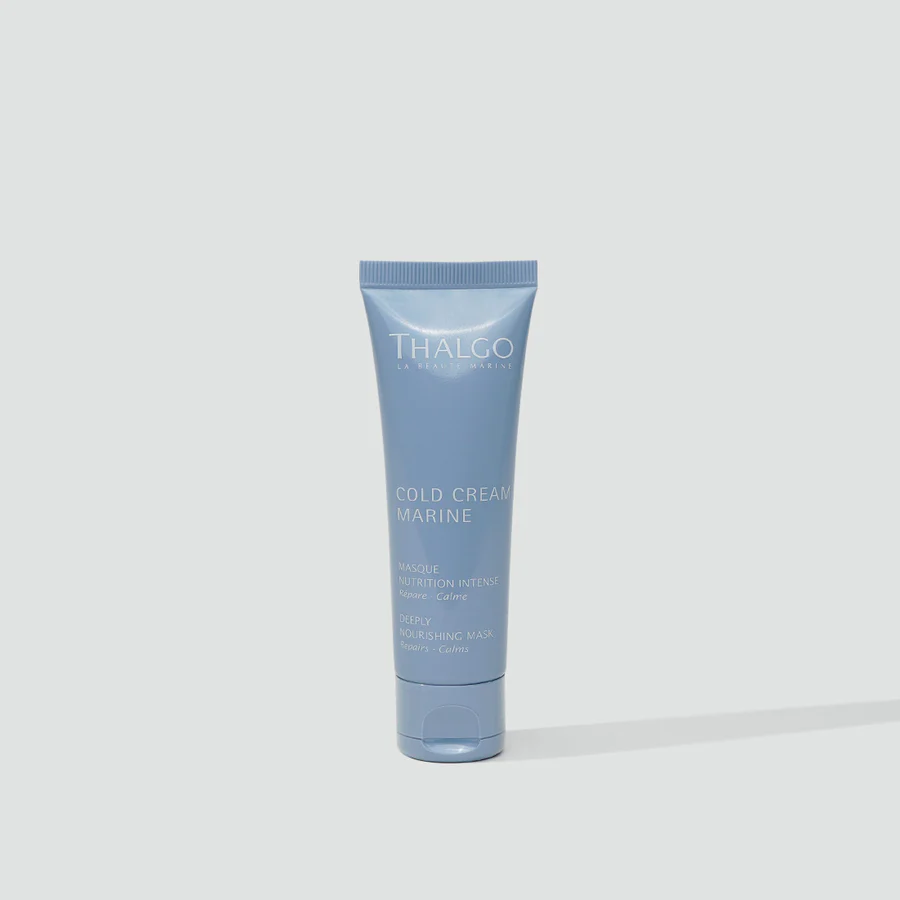 THALGO
LA BEAUTÉ MARINE
COLD CREAM
MARINE
MASQUE
NUTRITION INTENSE
Répare - Calme
DEEPLY
NOURISHING MASK
Repairs - Calms